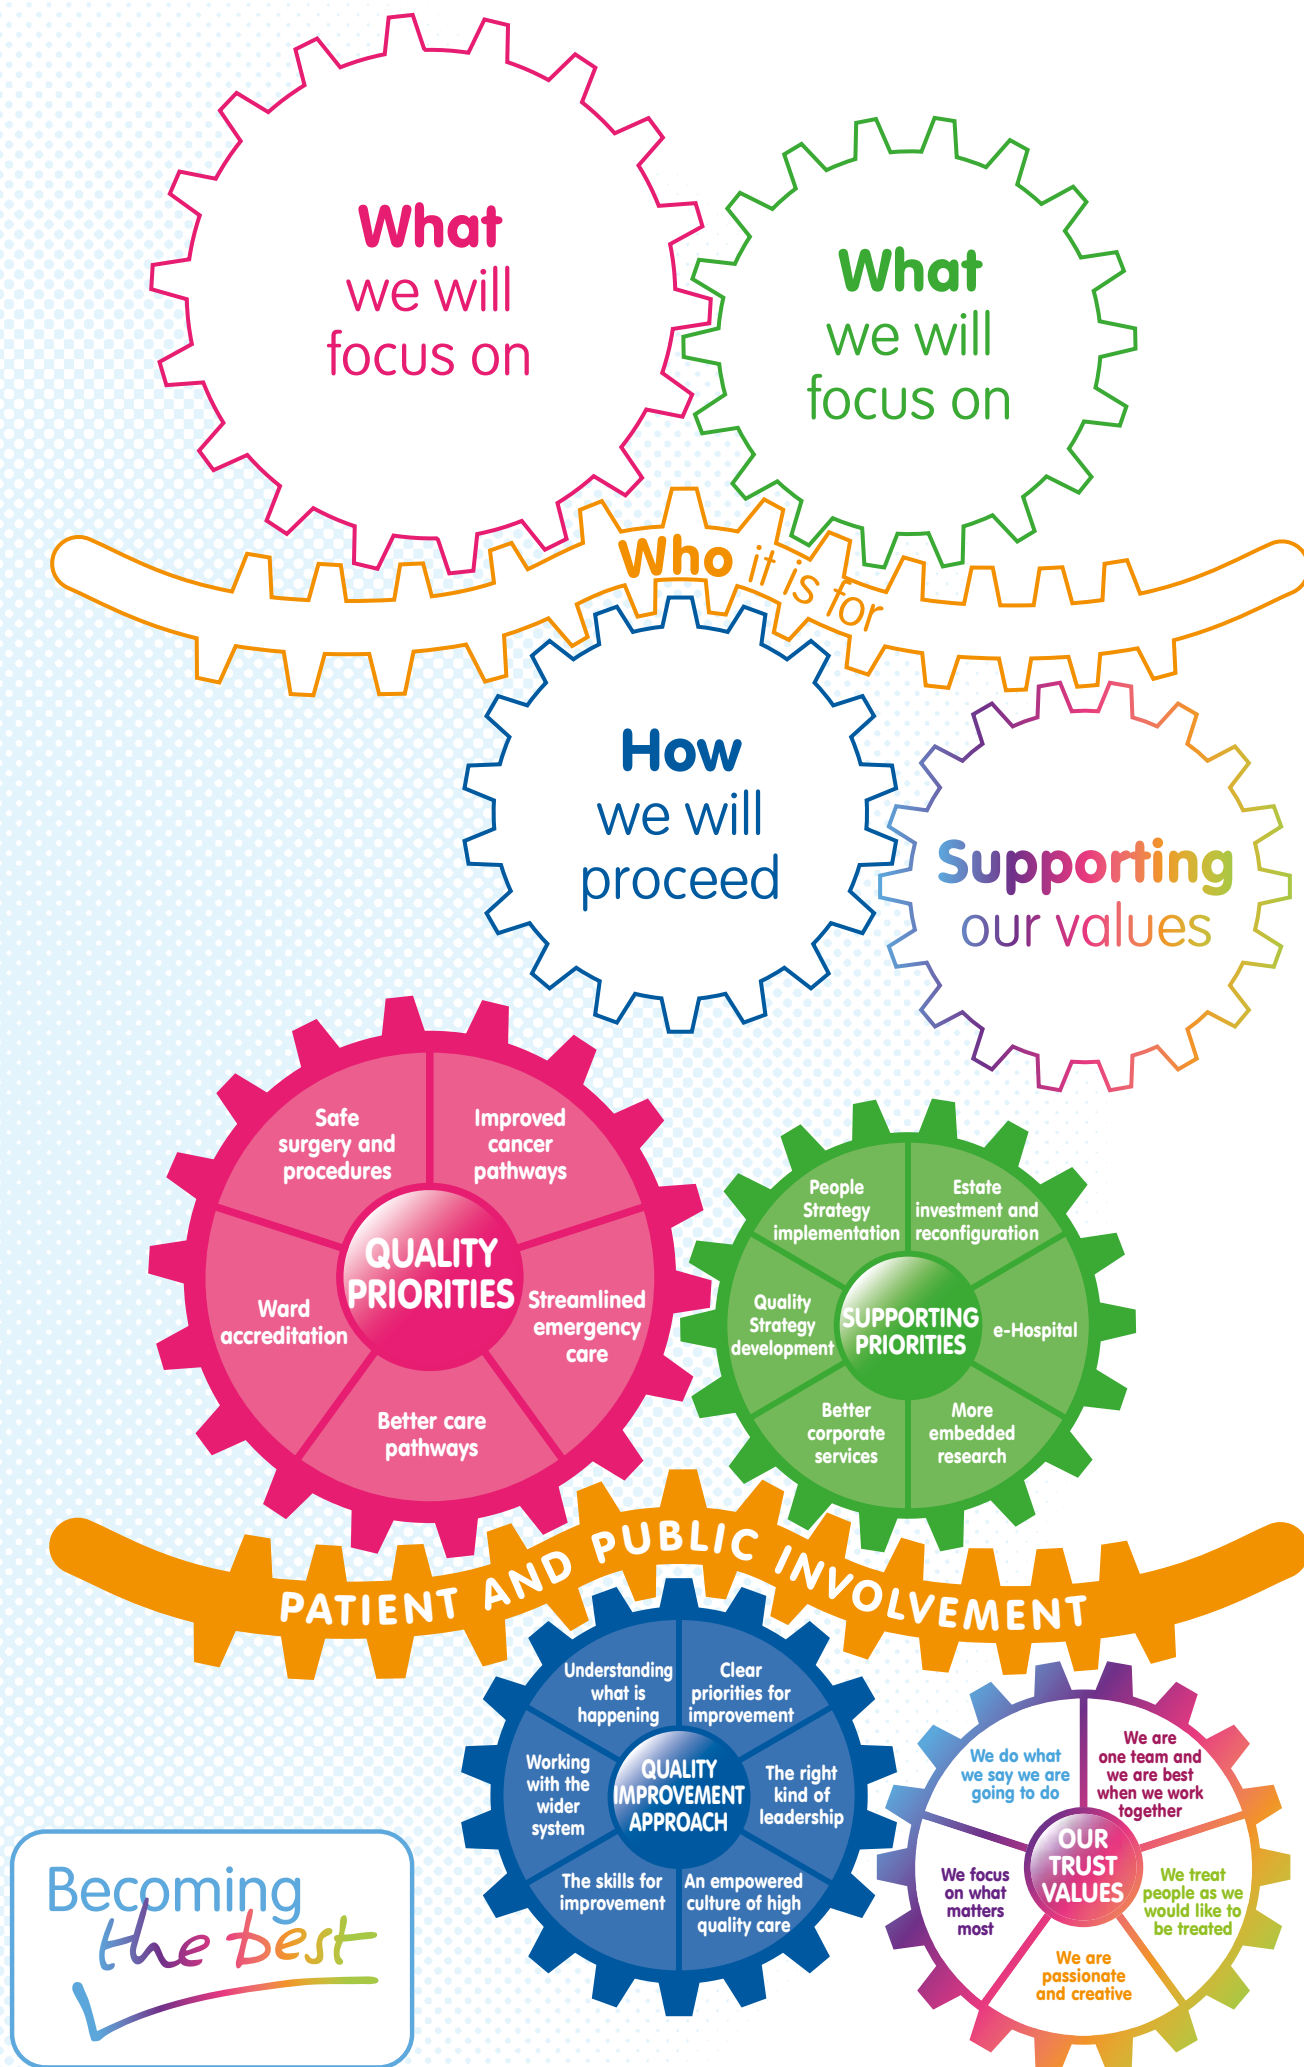 What
we will
focus on
What
we will
focus on
Who it is for
How
we will
proceed
Supporting
our values
Safe
surgery and
procedures
Improved
cancer
pathways
QUALITY
PRIORITIES
Ward
accreditation
Streamlined
emergency
care
Better care
pathways
People
Strategy
implementation
Estate
investment and
reconfiguration
Quality
Strategy
development
SUPPORTING
PRIORITIES
e-Hospital
Better
corporate
services
More
embedded
research
PATIENT AND PUBLIC INVOLVEMENT
Understanding
what is
happening
Clear
priorities for
improvement
Working
with the
wider
system
QUALITY
IMPROVEMENT
APPROACH
The right
kind of
leadership
The skills for
improvement
An empowered
culture of high
quality care
We do what
we say we are
going to do
We are
one team and
we are best
when we work
together
OUR
TRUST
VALUES
We focus
on what
matters
most
We treat
people as we
would like to
be treated
We are
passionate
and creative
Becoming
the best